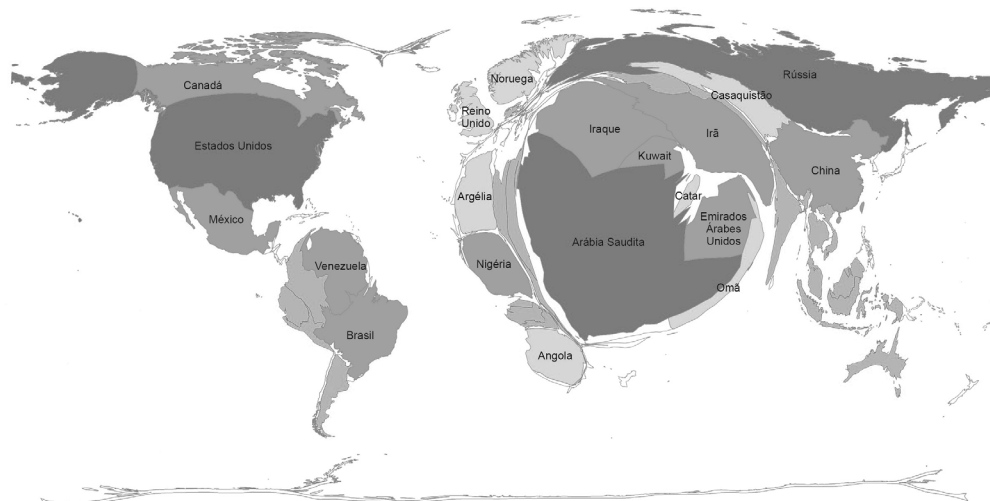 Canadá
Estados Unidos
México
Venezuela
Brasil
Noruega
Reino
Unido
Argélia
Nigéria
Angola
Rússia
Casaquistão
Iraque
Irã
Kuwait
China
Catar
Emirados
Árabes
Unidos
Arábia Saudita
Omã